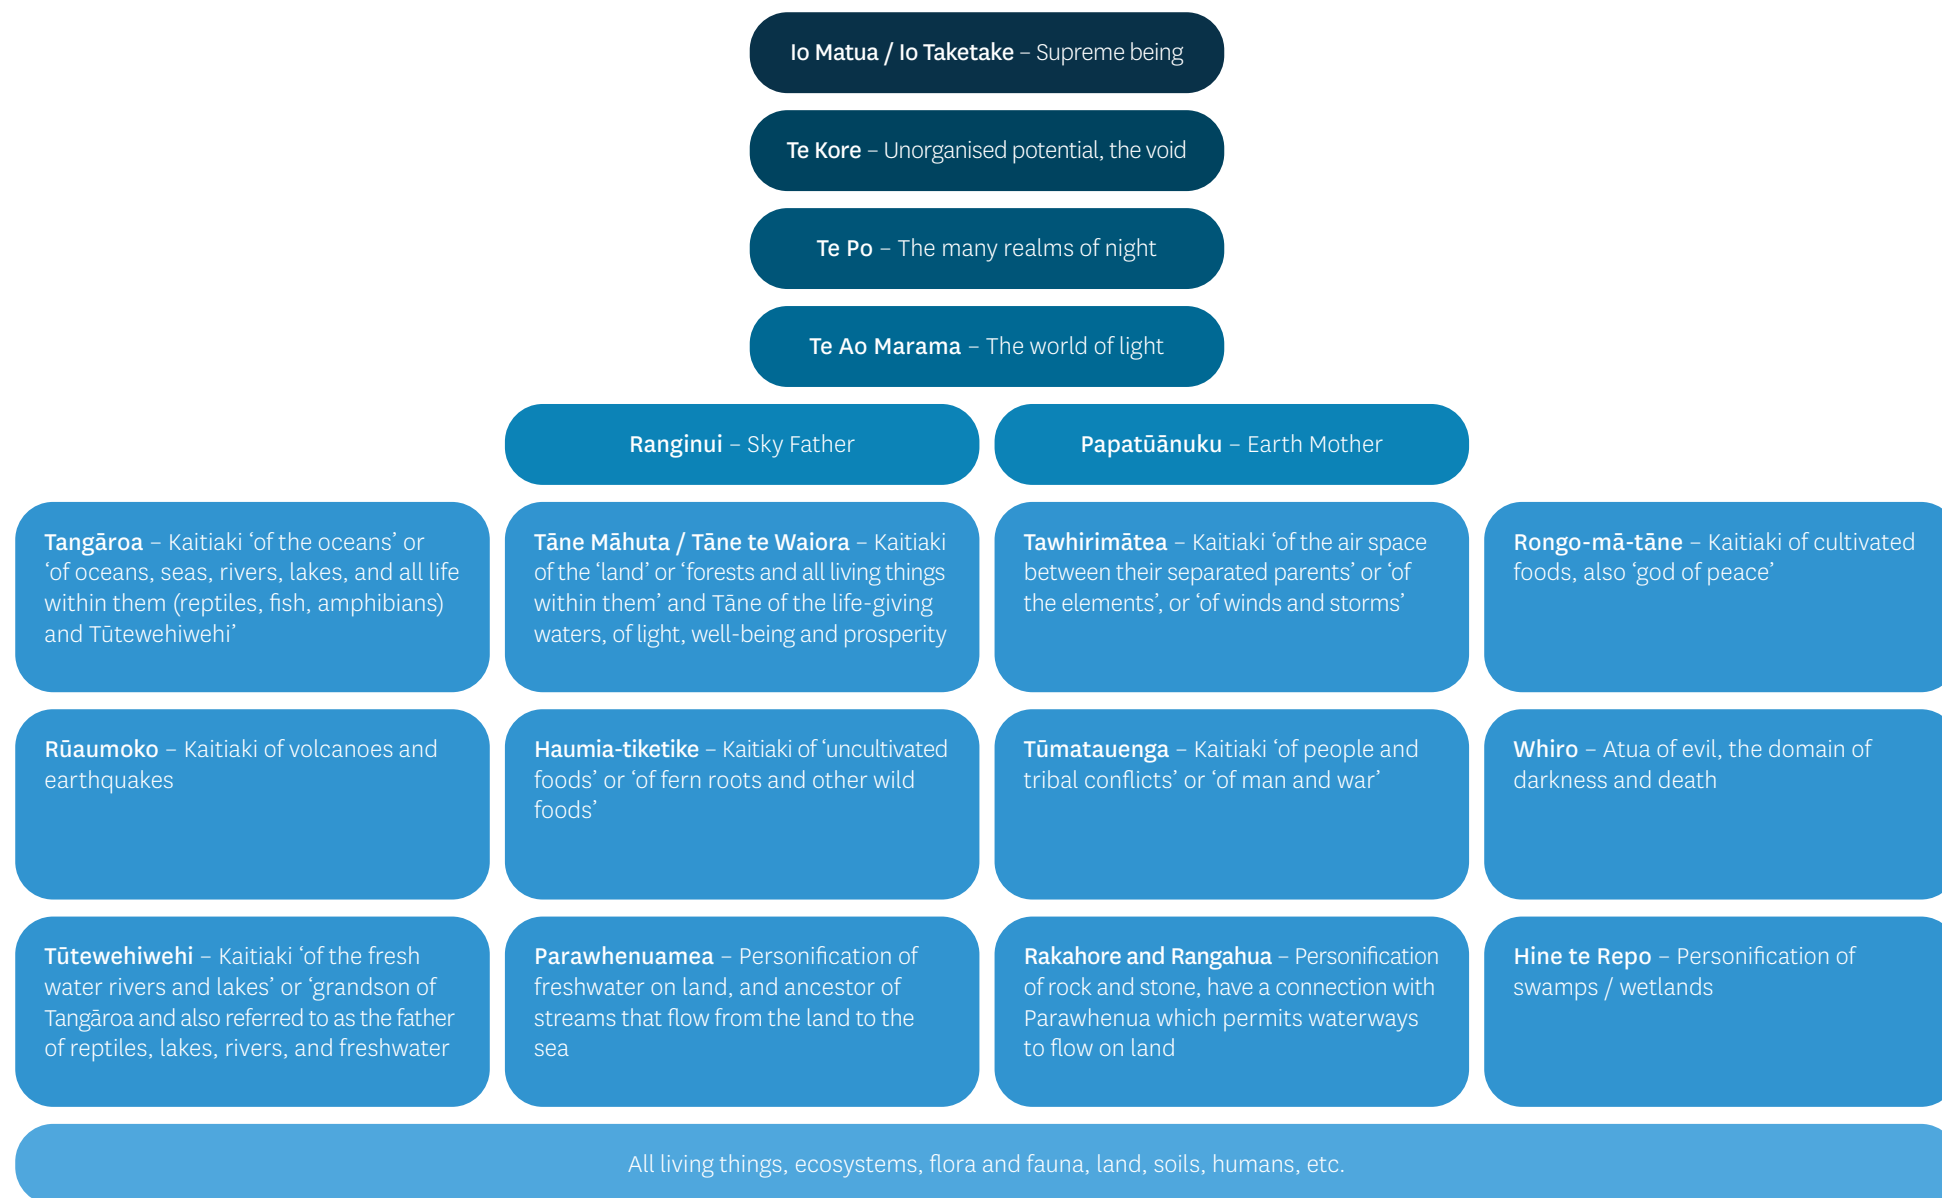 Io Matua / Io Taketake – Supreme being
Te Kore – Unorganised potential, the void
Te Po – The many realms of night
Te Ao Marama – The world of light
Ranginui – Sky Father
Papatūānuku – Earth Mother
Tangāroa – Kaitiaki ‘of the oceans’ or
‘of oceans, seas, rivers, lakes, and all life
within them (reptiles, fish, amphibians)
and Tūtewehiwehi’
Tāne Māhuta / Tāne te Waiora – Kaitiaki
of the ‘land’ or ‘forests and all living things
within them’ and Tāne of the life-giving
waters, of light, well-being and prosperity
Tawhirimātea – Kaitiaki ‘of the air space
between their separated parents’ or ‘of
the elements’, or ‘of winds and storms’
Rongo-mā-tāne – Kaitiaki of cultivated
foods, also ‘god of peace’
Rūaumoko – Kaitiaki of volcanoes and
earthquakes
Haumia-tiketike – Kaitiaki of ‘uncultivated
foods’ or ‘of fern roots and other wild
foods’
Tūmatauenga – Kaitiaki ‘of people and
tribal conflicts’ or ‘of man and war’
Whiro – Atua of evil, the domain of
darkness and death
Tūtewehiwehi – Kaitiaki ‘of the fresh
water rivers and lakes’ or ‘grandson of
Tangāroa and also referred to as the father
of reptiles, lakes, rivers, and freshwater
Parawhenuamea – Personification of
freshwater on land, and ancestor of
streams that flow from the land to the
sea
Rakahore and Rangahua – Personification
of rock and stone, have a connection with
Parawhenua which permits waterways
to flow on land
Hine te Repo – Personification of
swamps / wetlands
All living things, ecosystems, flora and fauna, land, soils, humans, etc.